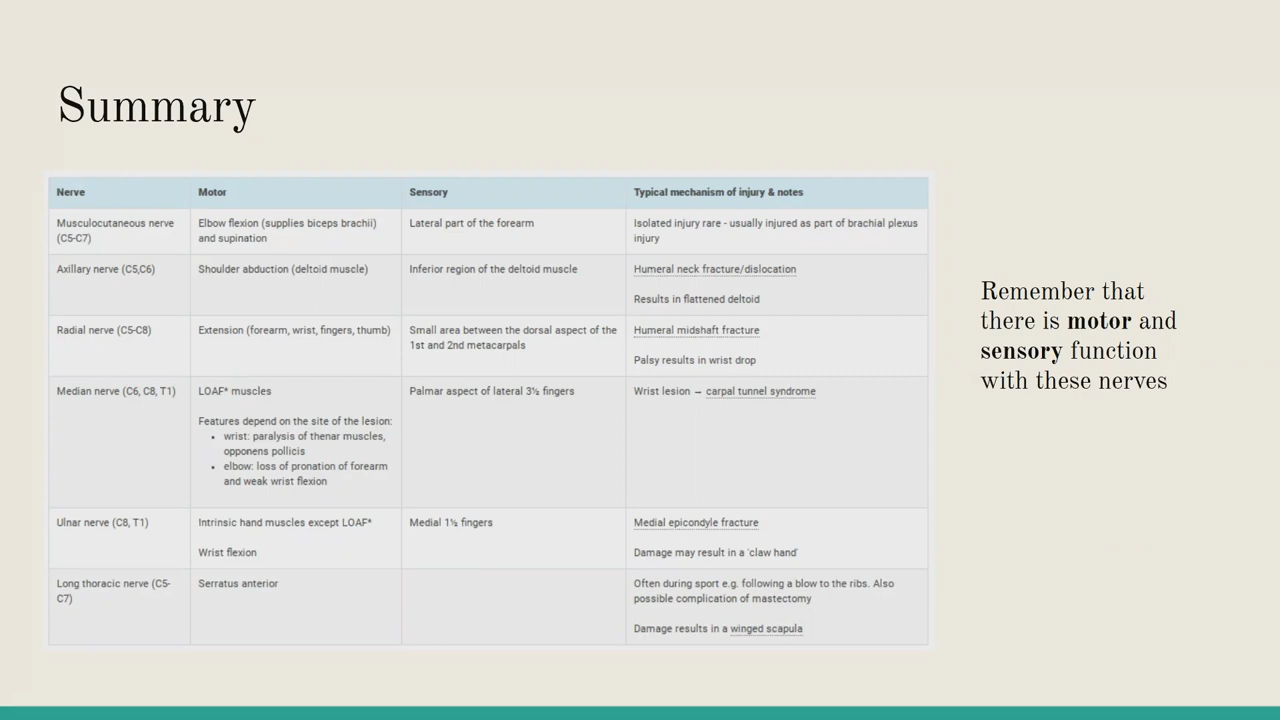 Summary
Nerve Motor Sensory Typical mechanism of injury & notes
Musculocutaneous nerve Elbow flexion (supplies biceps brachii) Lateral part of the forearm Isolated injury rare - usually injured as part of brachial plexus
(C5-C7) and supination injury
Axillary nerve (C5,C6) Shoulder abduction (deltoid muscle) Inferior region of the deltoid muscle Humeral neck fracture/dislocation
Results in flattened deltoid
Radial nerve (C5-C8) Extension (forearm, wrist, fingers, thumb) Small area between the dorsal aspect of the Humeral midshaft fracture
1st and 2nd metacarpals
Palsy results in wrist drop
Median nerve (C6, C8, T1) LOAF* muscles Palmar aspect of lateral 3½ fingers Wrist lesion → carpal tunnel syndrome
Features depend on the site of the lesion:
• wrist: paralysis of thenar muscles,
opponens pollicis
• elbow: loss of pronation of forearm
and weak wrist flexion
Ulnar nerve (C8, T1) Intrinsic hand muscles except LOAF* Medial 1½ fingers Medial epicondyle fracture
Wrist flexion Damage may result in a 'claw hand'
Long thoracic nerve (C5- Serratus anterior Often during sport e.g. following a blow to the ribs. Also
C7) possible complication of mastectomy
Damage results in a winged scapula
Remember that
there is motor and
sensory function
with these nerves